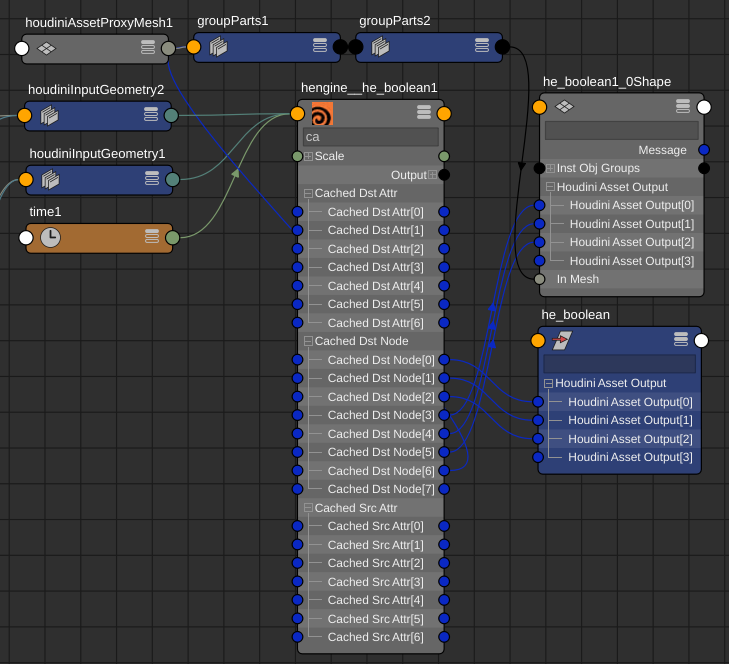 houdiniAssetProxyMesh1
groupParts1
groupParts2
houdiniInputGeometry2
houdiniInputGeometry1
time1
hengine__he_boolean1
ca
Scale
Output
Cached Dst Attr
Cached Dst Attr[0]
Cached Dst Attr[1]
Cached Dst Attr[2]
Cached Dst Attr[3]
Cached Dst Attr[4]
Cached Dst Attr[5]
Cached Dst Attr[6]
Cached Dst Node
Cached Dst Node[0]
Cached Dst Node[1]
Cached Dst Node[2]
Cached Dst Node[3]
Cached Dst Node[4]
Cached Dst Node[5]
Cached Dst Node[6]
Cached Dst Node[7]
Cached Src Attr
Cached Src Attr[0]
Cached Src Attr[1]
Cached Src Attr[2]
Cached Src Attr[3]
Cached Src Attr[4]
Cached Src Attr[5]
Cached Src Attr[6]
he_boolean1_0Shape
Message
Inst Obj Groups
Houdini Asset Output
Houdini Asset Output[0]
Houdini Asset Output[1]
Houdini Asset Output[2]
Houdini Asset Output[3]
In Mesh
he_boolean
Houdini Asset Output
Houdini Asset Output[0]
Houdini Asset Output[1]
Houdini Asset Output[2]
Houdini Asset Output[3]